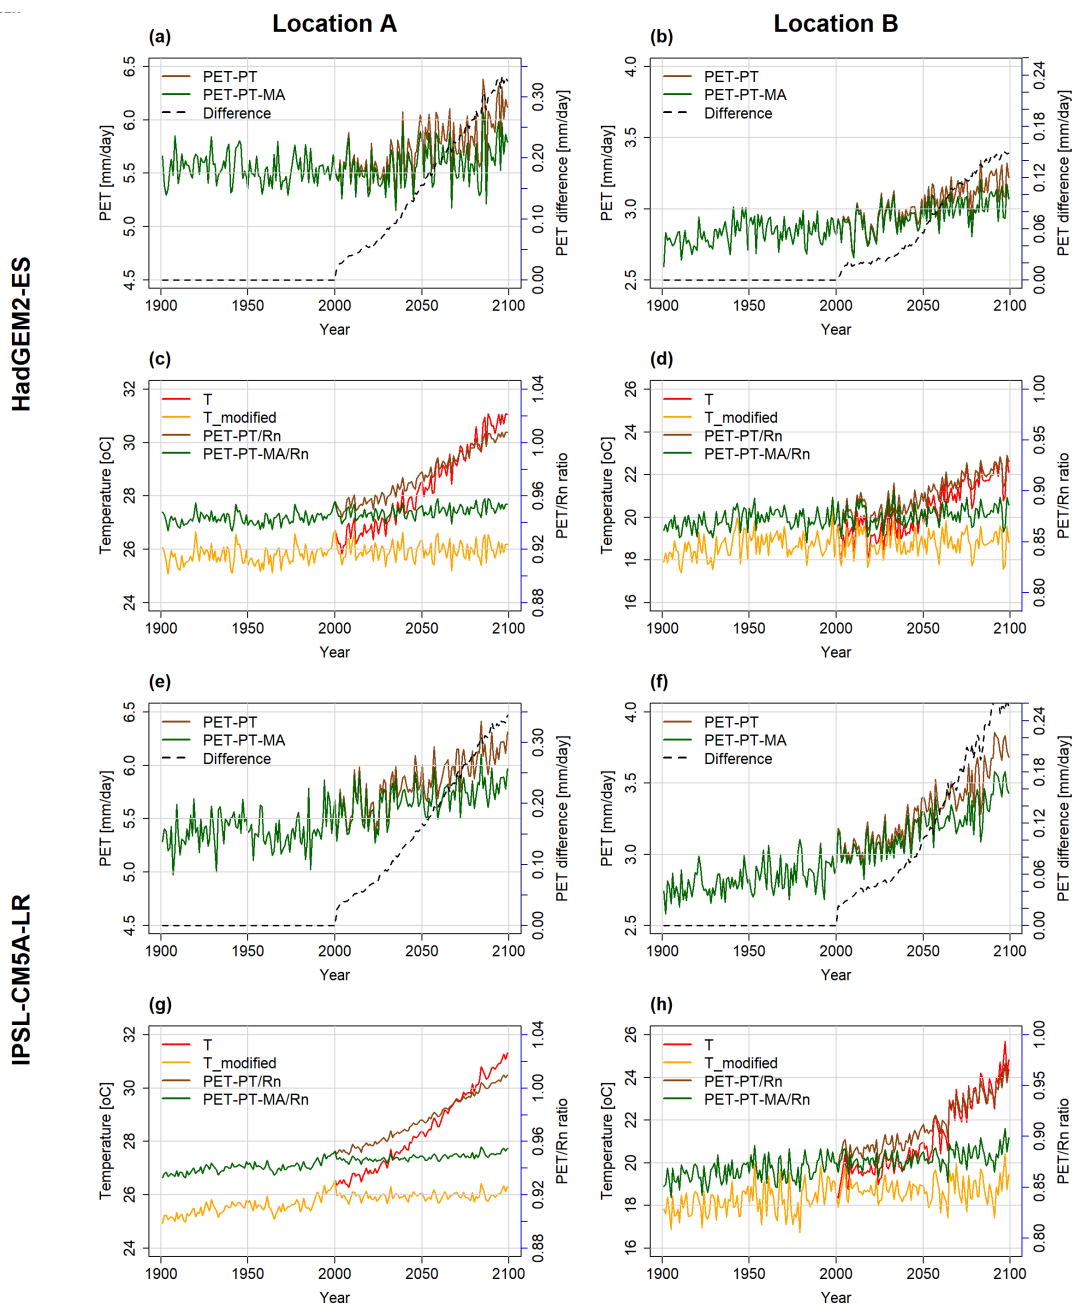 Location A
Location B
HadGEM2-ES
IPSL-CM5A-LR
(a)
PET-PT
PET-PT-MA
Difference
PET [mm/day]
4.5 5.0 5.5 6.0 6.5
PET difference [mm/day]
0.00 0.10 0.20 0.30
1900 1950 2000 2050 2100
Year
(b)
PET-PT
PET-PT-MA
Difference
PET [mm/day]
2.5 3.0 3.5 4.0
PET difference [mm/day]
0.00 0.06 0.12 0.18 0.24
1900 1950 2000 2050 2100
Year
(c)
T
T_modified
PET-PT/Rn
PET-PT-MA/Rn
Temperature [oC]
24 26 28 30 32
PET/Rn ratio
0.88 0.92 0.96 1.00 1.04
1900 1950 2000 2050 2100
Year
(d)
T
T_modified
PET-PT/Rn
PET-PT-MA/Rn
Temperature [oC]
16 18 20 22 24 26
PET/Rn ratio
0.80 0.85 0.90 0.95 1.00
1900 1950 2000 2050 2100
Year
(e)
PET-PT
PET-PT-MA
Difference
PET [mm/day]
4.5 5.0 5.5 6.0 6.5
PET difference [mm/day]
0.00 0.10 0.20 0.30
1900 1950 2000 2050 2100
Year
(f)
PET-PT
PET-PT-MA
Difference
PET [mm/day]
2.5 3.0 3.5 4.0
PET difference [mm/day]
0.00 0.06 0.12 0.18 0.24
1900 1950 2000 2050 2100
Year
(g)
T
T_modified
PET-PT/Rn
PET-PT-MA/Rn
Temperature [oC]
24 26 28 30 32
PET/Rn ratio
0.88 0.92 0.96 1.00 1.04
1900 1950 2000 2050 2100
Year
(h)
T
T_modified
PET-PT/Rn
PET-PT-MA/Rn
Temperature [oC]
16 18 20 22 24 26
PET/Rn ratio
0.80 0.85 0.90 0.95 1.00
1900 1950 2000 2050 2100
Year